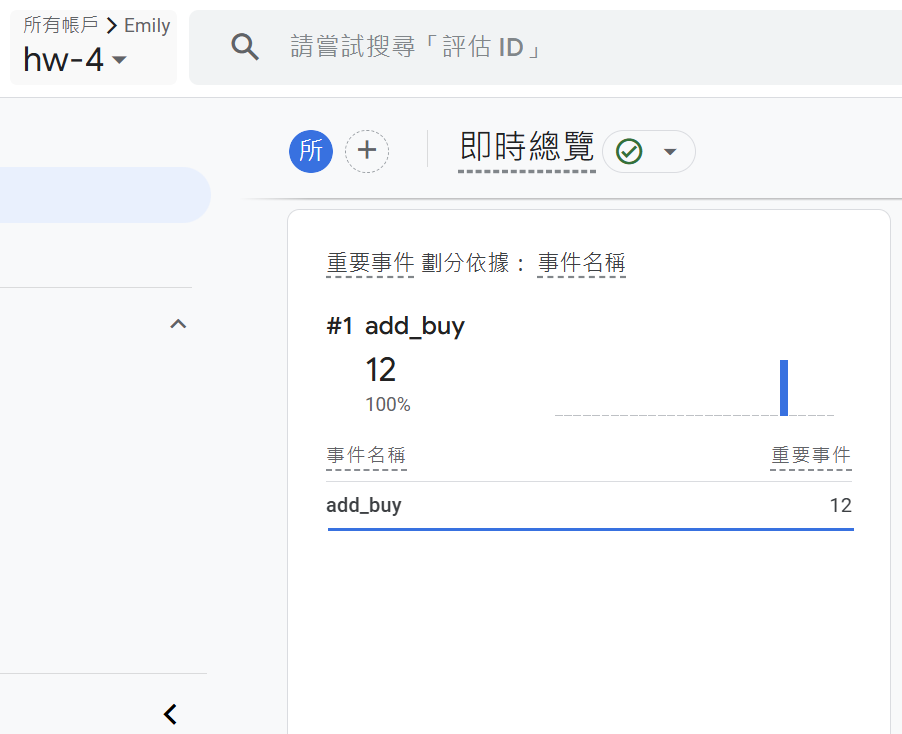 所有帳戶 > Emily
hw-4
請嘗試搜尋「評估 ID」
所
即時總覽
重要事件 劃分依據： 事件名稱
#1 add_buy
12
100%
事件名稱 重要事件
add_buy 12